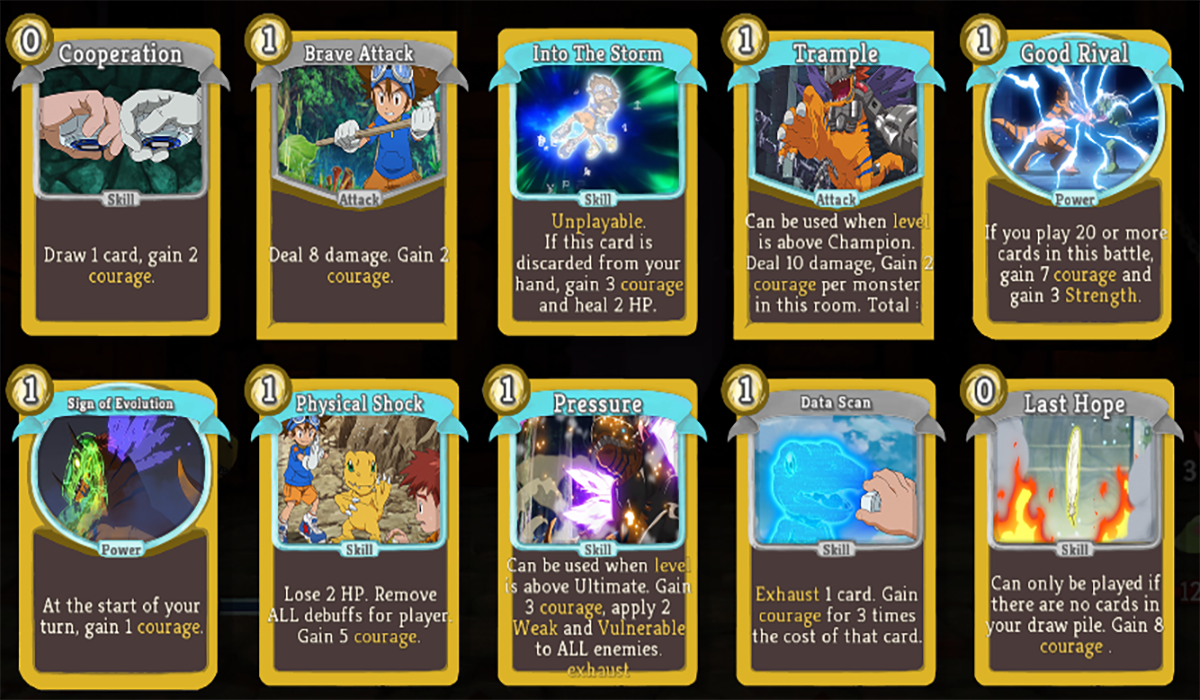 0
Cooperation
Skill
Draw 1 card, gain 2
courage.
1
Brave Attack
Attack
Deal 8 damage. Gain 2
courage.
Into The Storm
Skill
Unplayable.
If this card is
discarded from your
hand, gain 3 courage
and heal 2 HP.
1
Trample
Attack
Can be used when level
is above Champion.
Deal 10 damage, Gain 2
courage per monster
in this room. Total :
1
Good Rival
Power
If you play 20 or more
cards in this battle,
gain 7 courage and
gain 3 Strength.
1
Sign of Evolution
Power
At the start of your
turn, gain 1 courage.
1
Physical Shock
Skill
Lose 2 HP. Remove
ALL debuffs for player.
Gain 5 courage.
1
Pressure
Skill
Can be used when level
is above Ultimate. Gain
3 courage, apply 2
Weak and Vulnerable
to ALL enemies.
exhaust
1
Data Scan
Skill
Exhaust 1 card. Gain
courage for 3 times
the cost of that card.
0
Last Hope
Skill
Can only be played if
there are no cards in
your draw pile. Gain 8
courage .